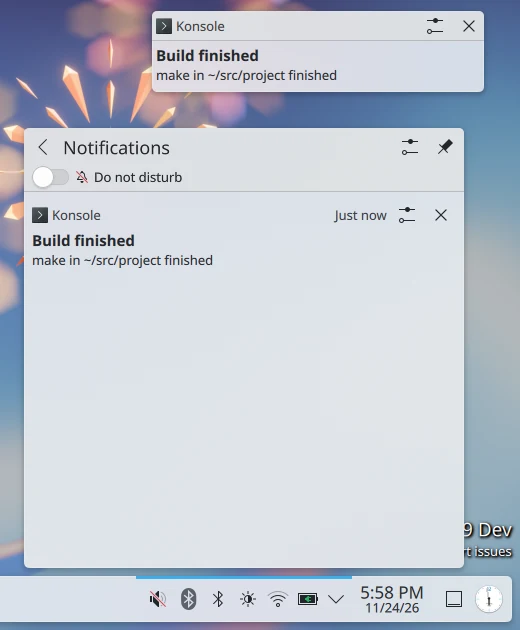 Konsole
Build finished
make in ~/src/project finished
Notifications
Do not disturb
Konsole
Just now
Build finished
make in ~/src/project finished
9 Dev
issues
5:58 PM
11/24/26